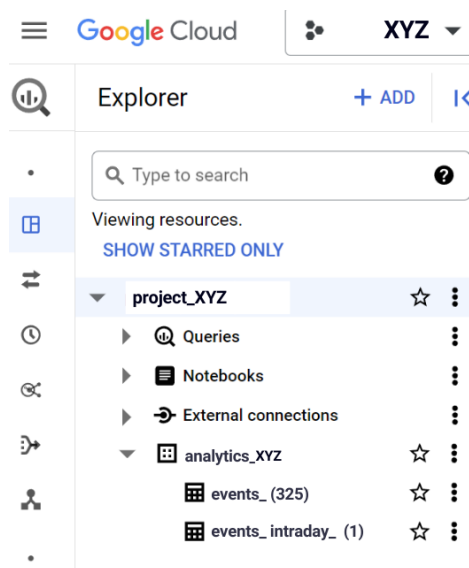 Google Cloud XYZ
Explorer + ADD
Type to search
Viewing resources.
SHOW STARRED ONLY
project_XYZ
Queries
Notebooks
External connections
analytics_XYZ
events_ (325)
events_ intraday_ (1)